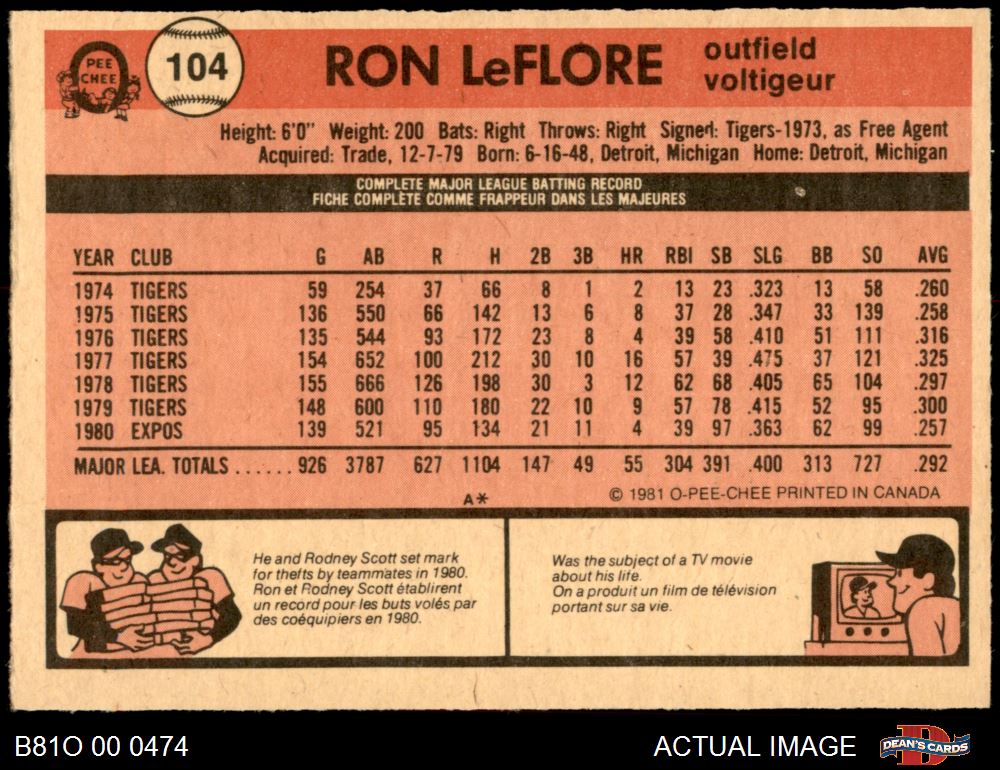 PEE
CHEE
104
RON LeFLORE
outfield
voltigeur
Height: 6'0" Weight: 200 Bats: Right Throws: Right Signed: Tigers-1973, as Free Agent
Acquired: Trade, 12-7-79 Born: 6-16-48, Detroit, Michigan Home: Detroit, Michigan
COMPLETE MAJOR LEAGUE BATTING RECORD
FICHE COMPLÈTE COMME FRAPPEUR DANS LES MAJEURES
YEAR CLUB G AB R H 2B 3B HR RBI SB SLG BB SO AVG
1974 TIGERS 59 254 37 66 8 1 2 13 23 .323 13 58 .260
1975 TIGERS 136 550 66 142 13 6 8 37 28 .347 33 139 .258
1976 TIGERS 135 544 93 172 23 8 4 39 58 .410 51 111 .316
1977 TIGERS 154 652 100 212 30 10 16 57 39 .475 37 121 .325
1978 TIGERS 155 666 126 198 30 3 12 62 68 .405 65 104 .297
1979 TIGERS 148 600 110 180 22 10 9 57 78 .415 52 95 .300
1980 EXPOS 139 521 95 134 21 11 4 39 97 .363 62 99 .257
MAJOR LEA. TOTALS ...... 926 3787 627 1104 147 49 55 304 391 .400 313 727 .292
A* © 1981 O-PEE-CHEE PRINTED IN CANADA
He and Rodney Scott set mark
for thefts by teammates in 1980.
Ron et Rodney Scott établirent
un record pour les buts volés par
des coéquipiers en 1980.
Was the subject of a TV movie
about his life.
On a produit un film de télévision
portant sur sa vie.
B81O 00 0474
ACTUAL IMAGE
DEAN'S CARDS